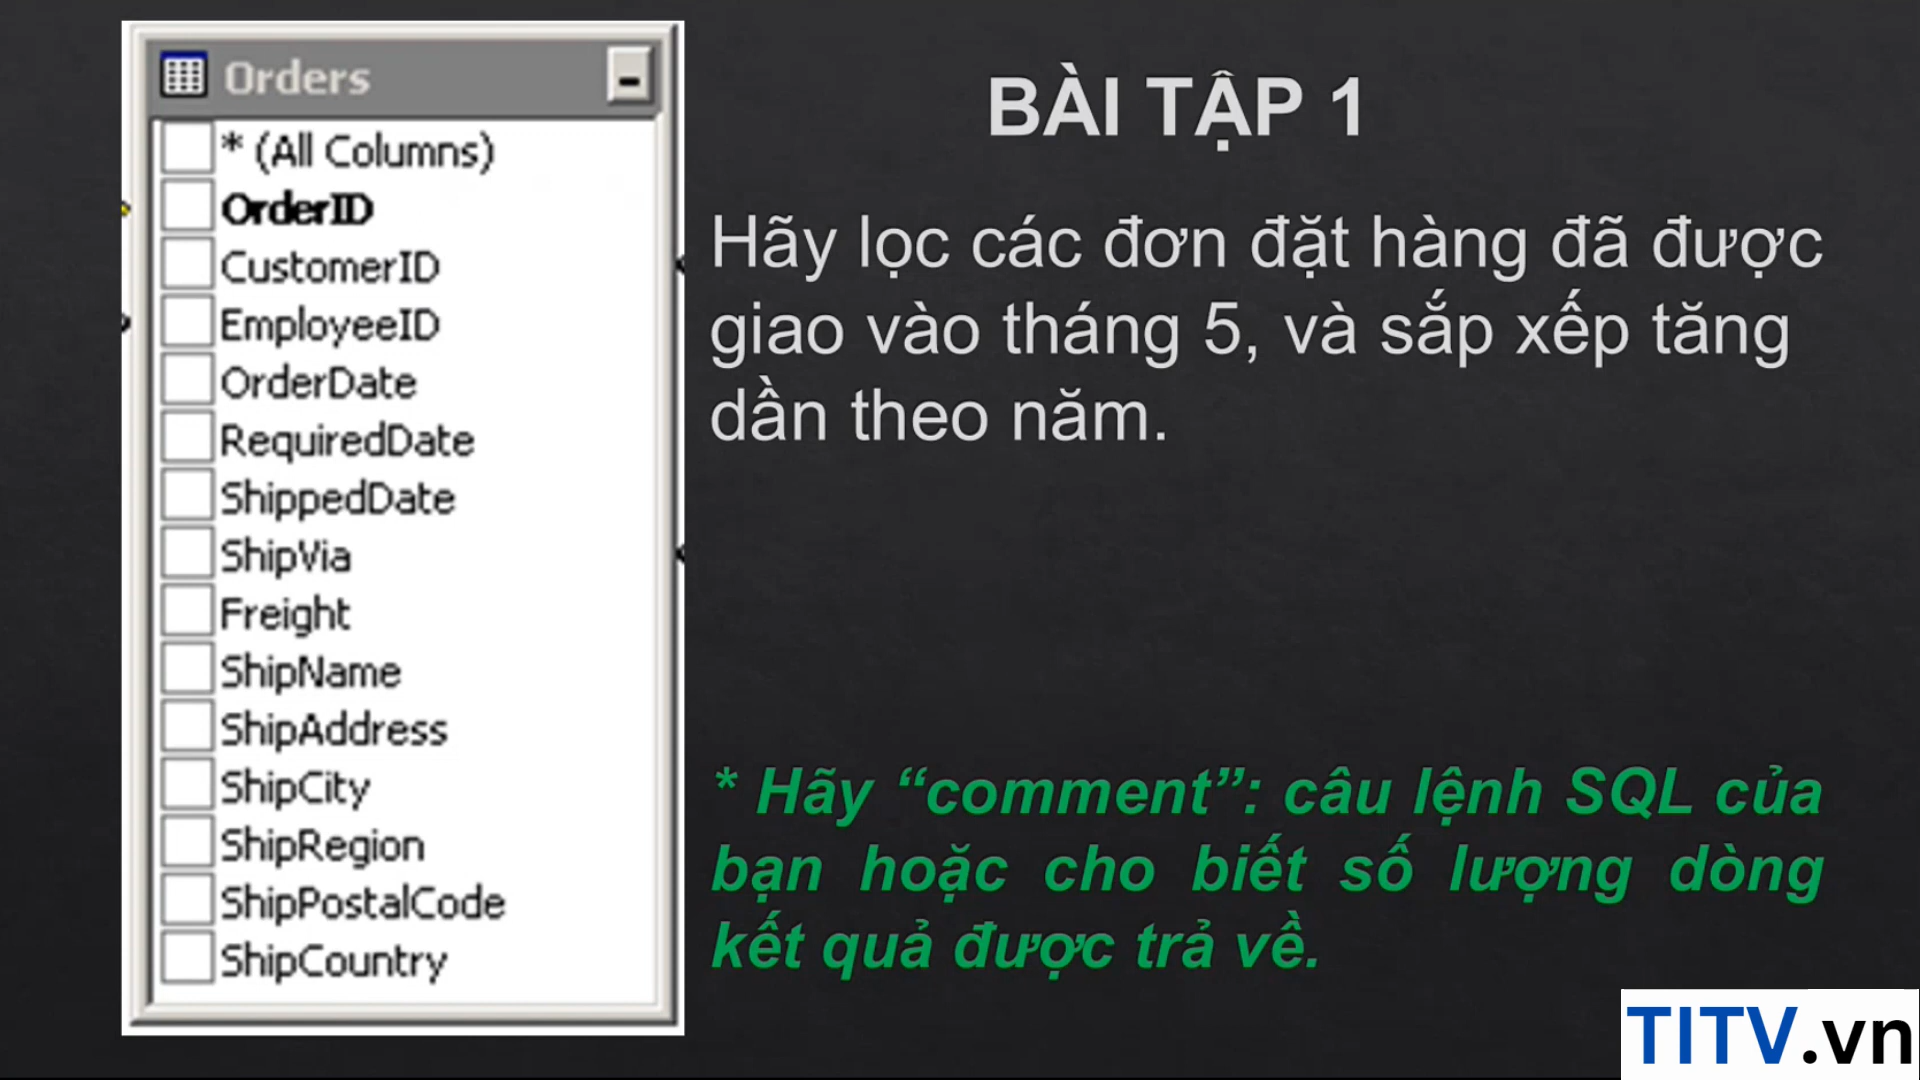 Orders
* (All Columns)
OrderID
CustomerID
EmployeeID
OrderDate
RequiredDate
ShippedDate
ShipVia
Freight
ShipName
ShipAddress
ShipCity
ShipRegion
ShipPostalCode
ShipCountry
BÀI TẬP 1
Hãy lọc các đơn đặt hàng đã được
giao vào tháng 5, và sắp xếp tăng
dần theo năm.
* Hãy “comment”: câu lệnh SQL của
bạn hoặc cho biết số lượng dòng
kết quả được trả về.
TITV.vn